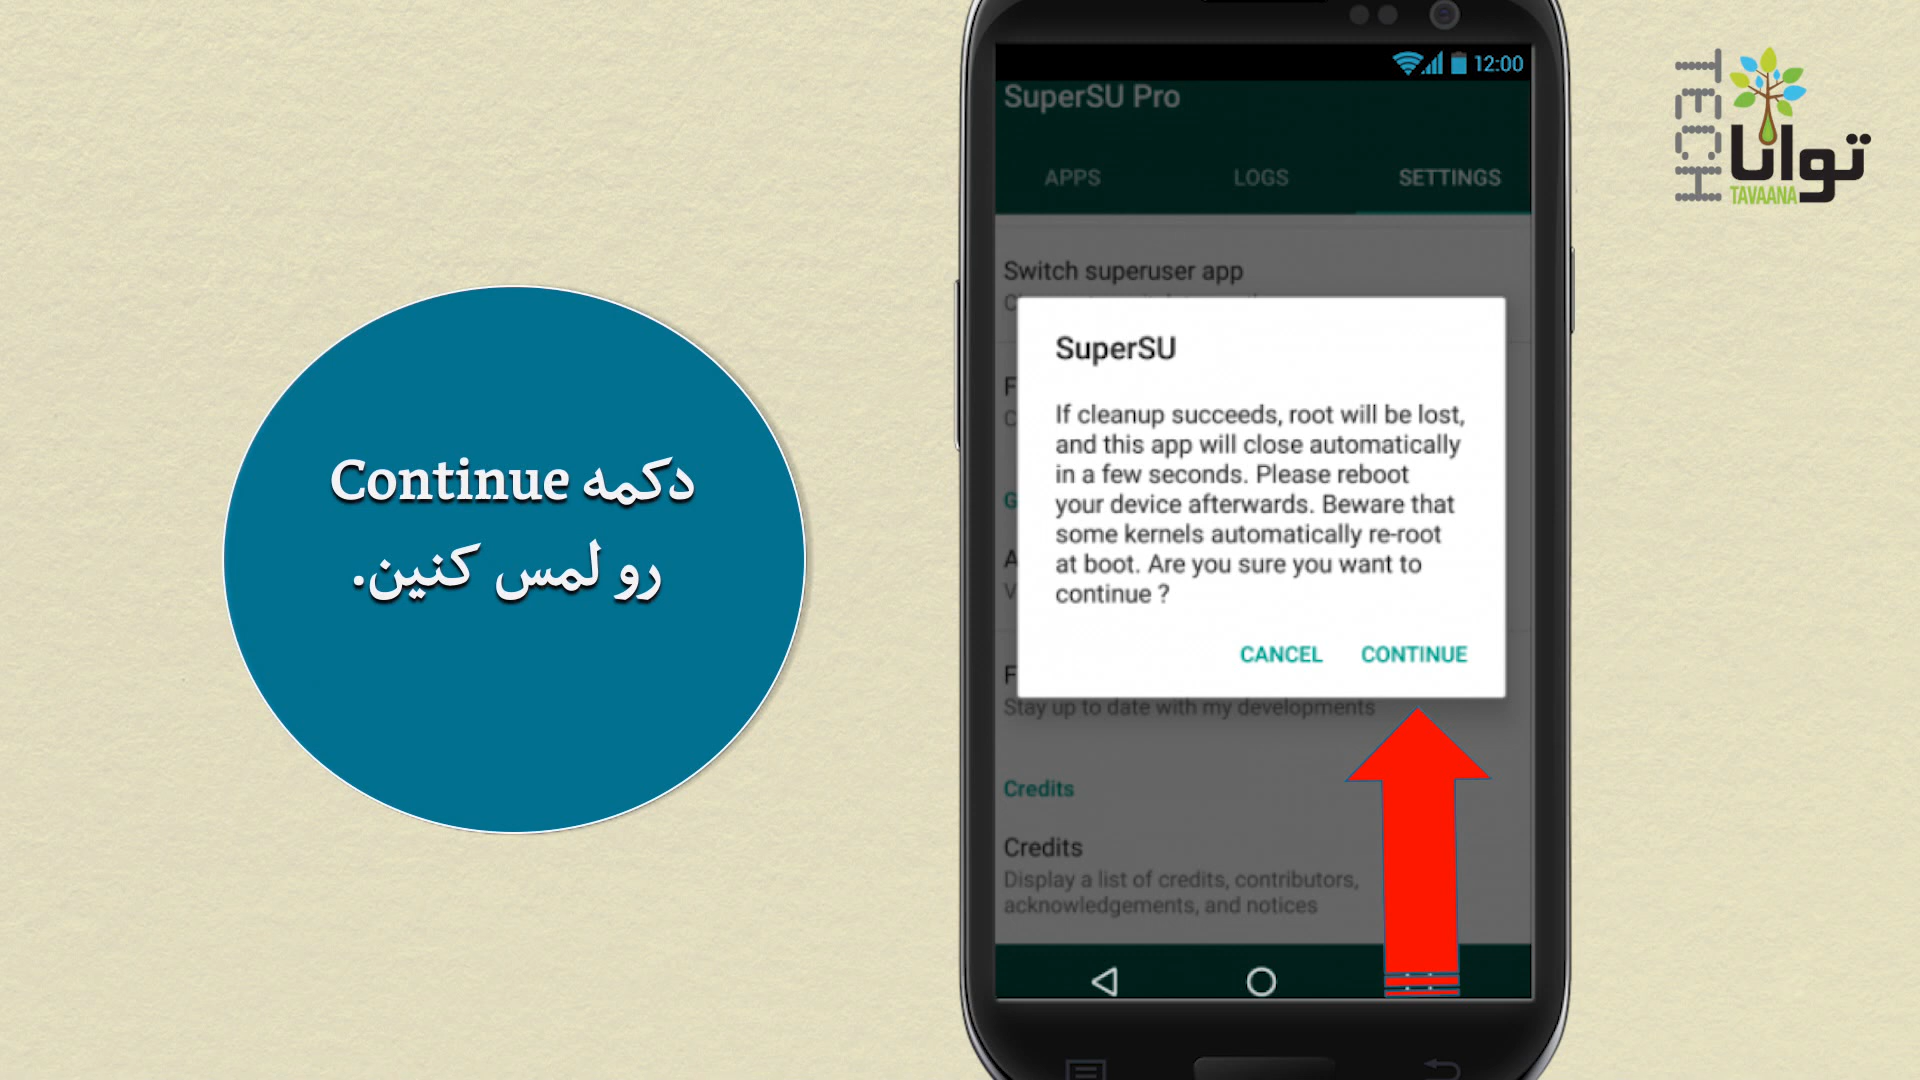 دکمه Continue
رو لمس کنین.
12:00
SuperSU Pro
APPS LOGS SETTINGS
Switch superuser app
SuperSU
If cleanup succeeds, root will be lost,
and this app will close automatically
in a few seconds. Please reboot
your device afterwards. Beware that
some kernels automatically re-root
at boot. Are you sure you want to
continue ?
CANCEL CONTINUE
Stay up to date with my developments
Credits
Credits
Display a list of credits, contributors,
acknowledgements, and notices
TECH
توانا
TAVAANA